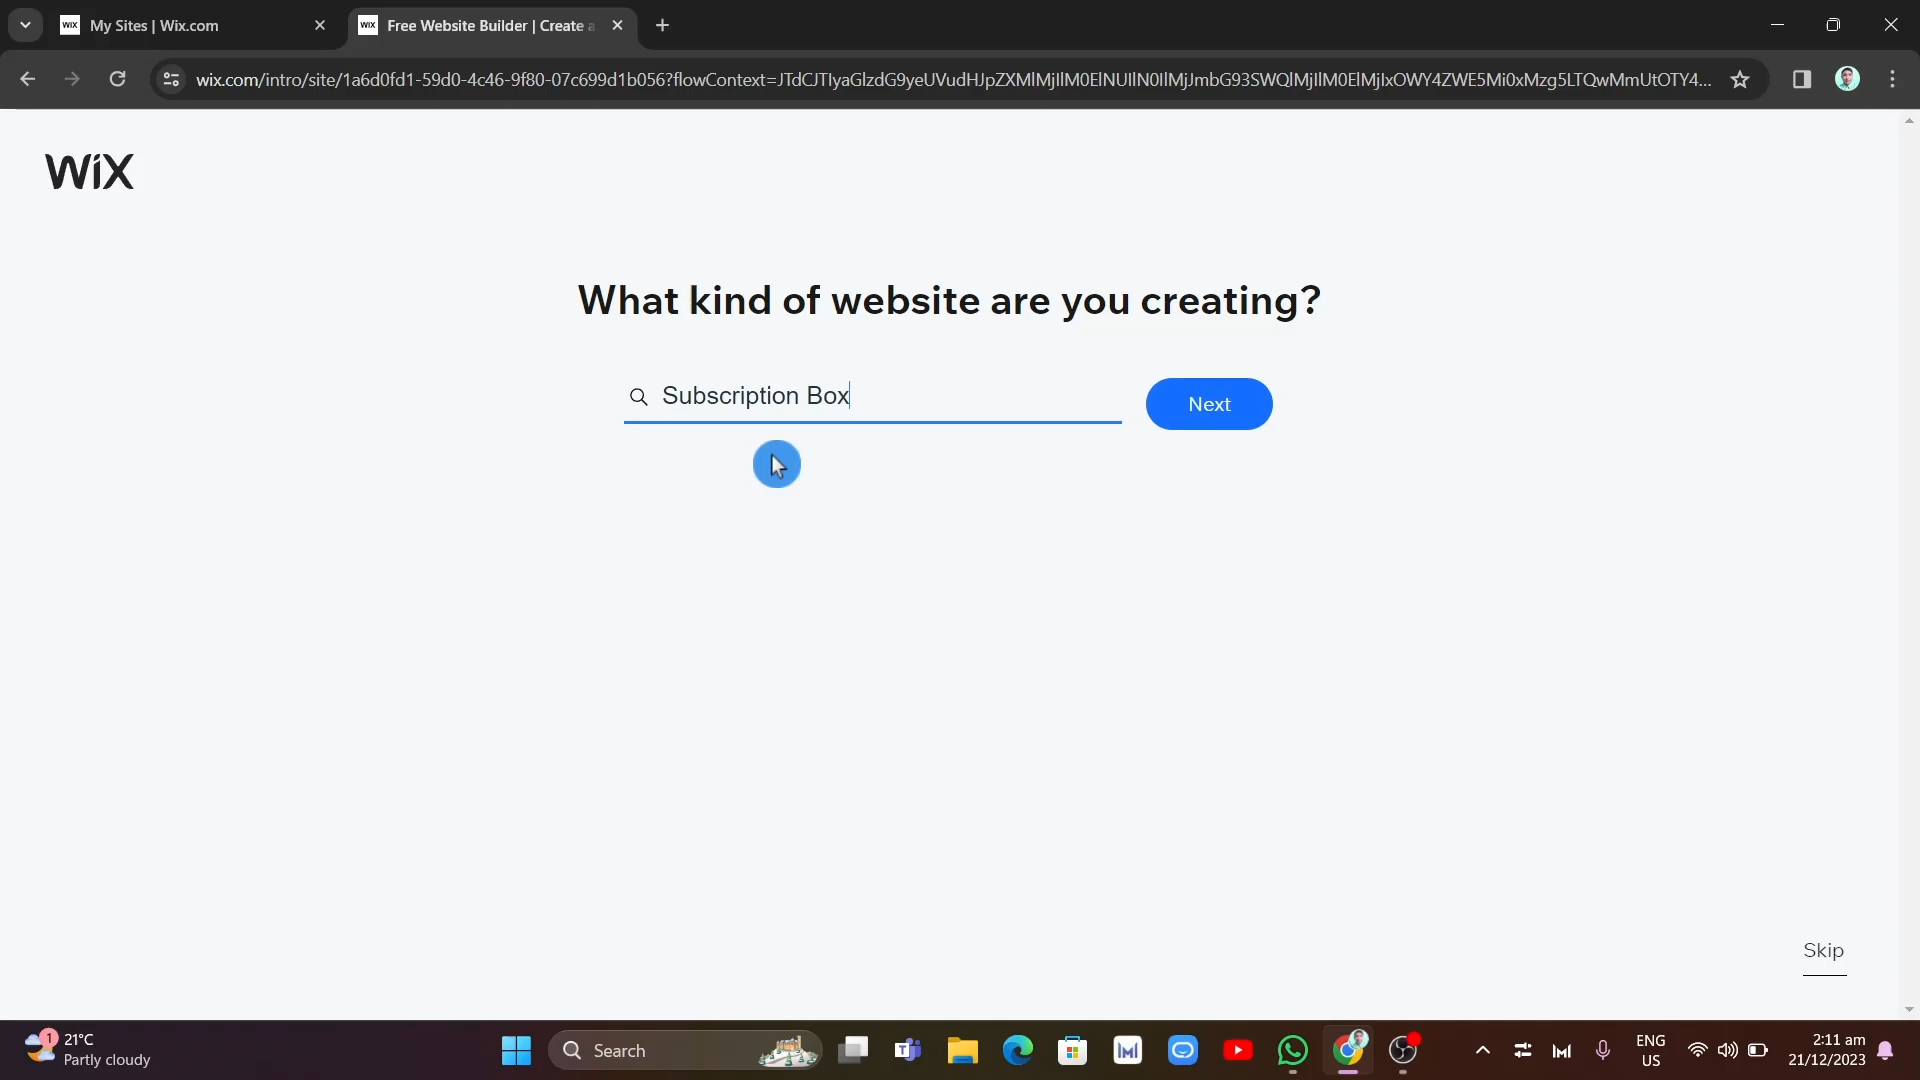 My Sites | Wix.com
Free Website Builder | Create a
wix.com/intro/site/1a6d0fd1-59d0-4c46-9f80-07c699d1b056?flowContext=JTdCJTIyaGlzdG9yeUVudHJpZXMlMjIlM0ElNUIlN0IlMjJmbG93SWQlMjIlM0ElMjIxOWY4ZWE5Mi0xMzg5LTQwMmUtOTY4...
WiX
What kind of website are you creating?
Subscription Box
Next
Skip
1
21°C
Partly cloudy
Search
ENG
US
2:11 am
21/12/2023